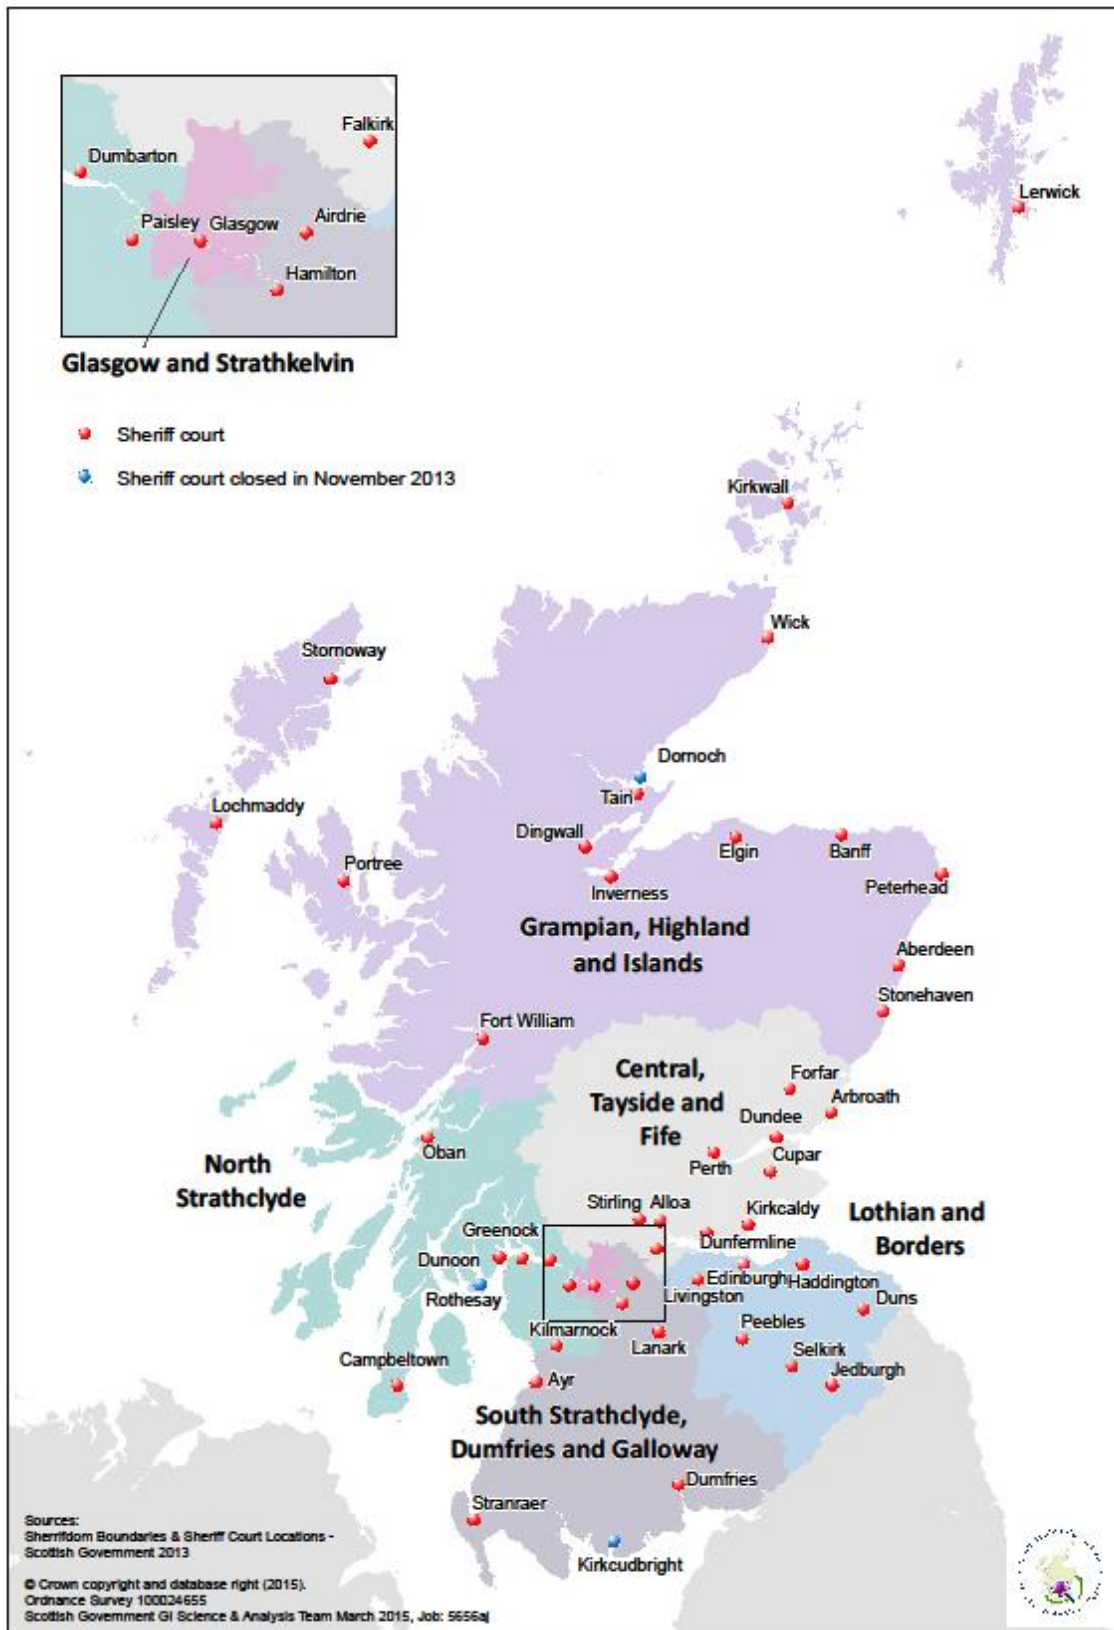 Falkirk
Dumbarton
Paisley
Glasgow
Airdrie
Hamilton
Glasgow and Strathkelvin
Sheriff court
Sheriff court closed in November 2013
Lerwick
Kirkwall
Wick
Stornoway
Dornoch
Tain
Lochmaddy
Dingwall
Elgin
Banff
Portree
Inverness
Peterhead
Grampian, Highland
and Islands
Aberdeen
Stonehaven
Fort William
Central,
Tayside and
Fife
Forfar
Arbroath
Dundee
Oban
Perth
Cupar
North
Strathclyde
Stirling
Alloa
Kirkcaldy
Lothian and
Borders
Greenock
Dunoon
Dunfermline
Edinburgh
Haddington
Rothesay
Livingston
Duns
Kilmarnock
Lanark
Peebles
Selkirk
Campbeltown
Ayr
Jedburgh
South Strathclyde,
Dumfries and Galloway
Dumfries
Stranraer
Kirkcudbright
Sources:
Sherrifdom Boundaries & Sheriff Court Locations -
Scottish Government 2013
© Crown copyright and database right (2015).
Ordnance Survey 100024655
Scottish Government GI Science & Analysis Team March 2015, Job: 5656aj